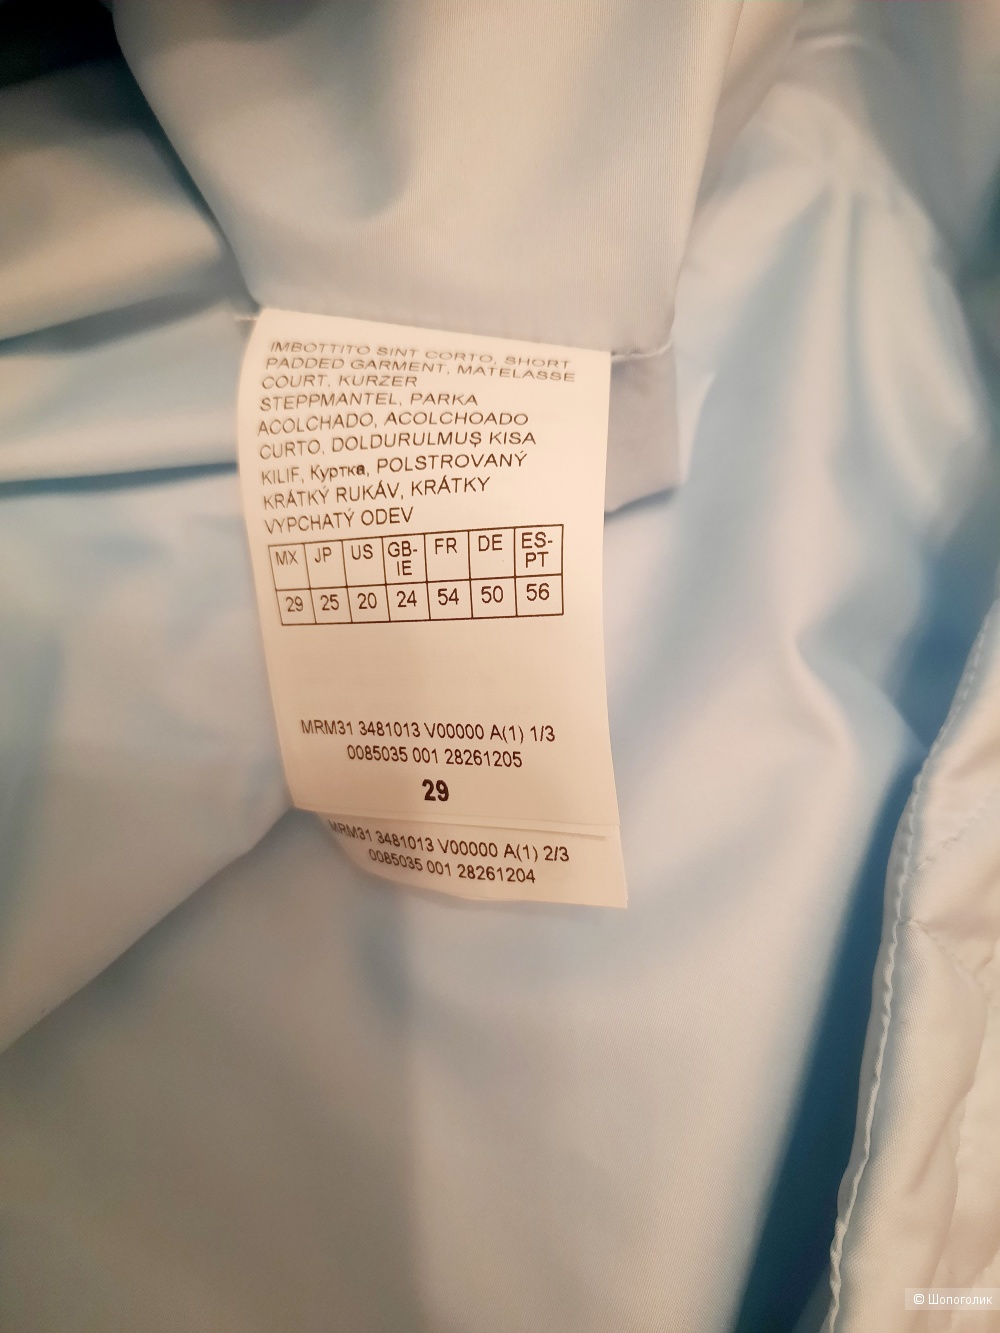 IMBOTTITO SINT CORTO, SHORT
PADDED GARMENT, MATELASSE
COURT, KURZER
STEPPMANTEL, PARKA
ACOLCHADO, ACOLCHOADO
CURTO, DOLDURULMUŞ KISA
KILIF, Куртка, POLSTROVANÝ
KRÁTKÝ RUKÁV, KRÁTKY
VYPCHATÝ ODEV
MX JP US GB-IE FR DE ES-PT
29 25 20 24 54 50 56
MRM31 3481013 V00000 A(1) 1/3
0085035 001 28261205
29
MRM31 3481013 V00000 A(1) 2/3
0085035 001 28261204
© Шопоголик